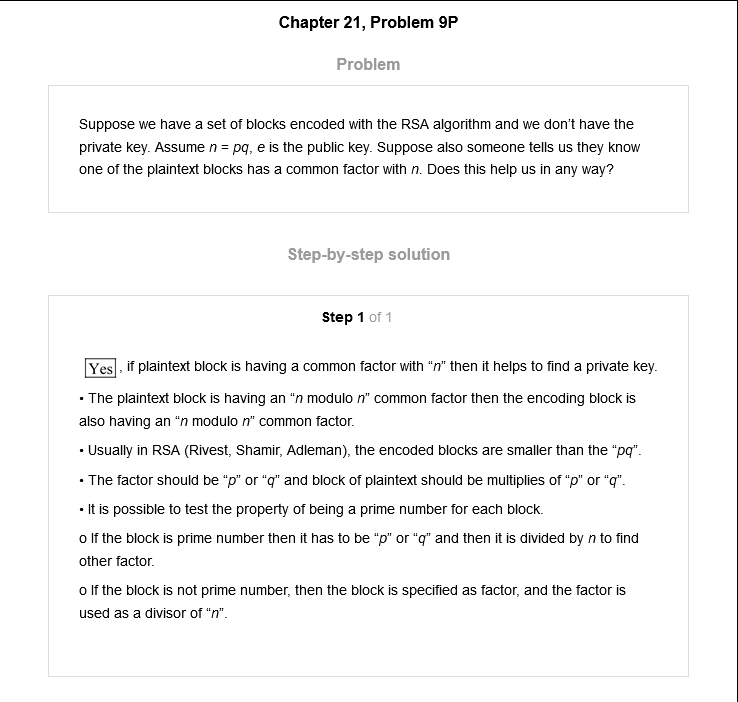 Chapter 21, Problem 9P
Problem
Suppose we have a set of blocks encoded with the RSA algorithm and we don't have the
private key. Assume n = pq, e is the public key. Suppose also someone tells us they know
one of the plaintext blocks has a common factor with n. Does this help us in any way?
Step-by-step solution
Step 1 of 1
Yes, if plaintext block is having a common factor with “n” then it helps to find a private key.
• The plaintext block is having an “n modulo n” common factor then the encoding block is
also having an “n modulo n” common factor.
• Usually in RSA (Rivest, Shamir, Adleman), the encoded blocks are smaller than the “pq”.
• The factor should be “p” or “q” and block of plaintext should be multiplies of “p” or “q”.
• It is possible to test the property of being a prime number for each block.
o If the block is prime number then it has to be “p” or “q” and then it is divided by n to find
other factor.
o If the block is not prime number, then the block is specified as factor, and the factor is
used as a divisor of “n”.